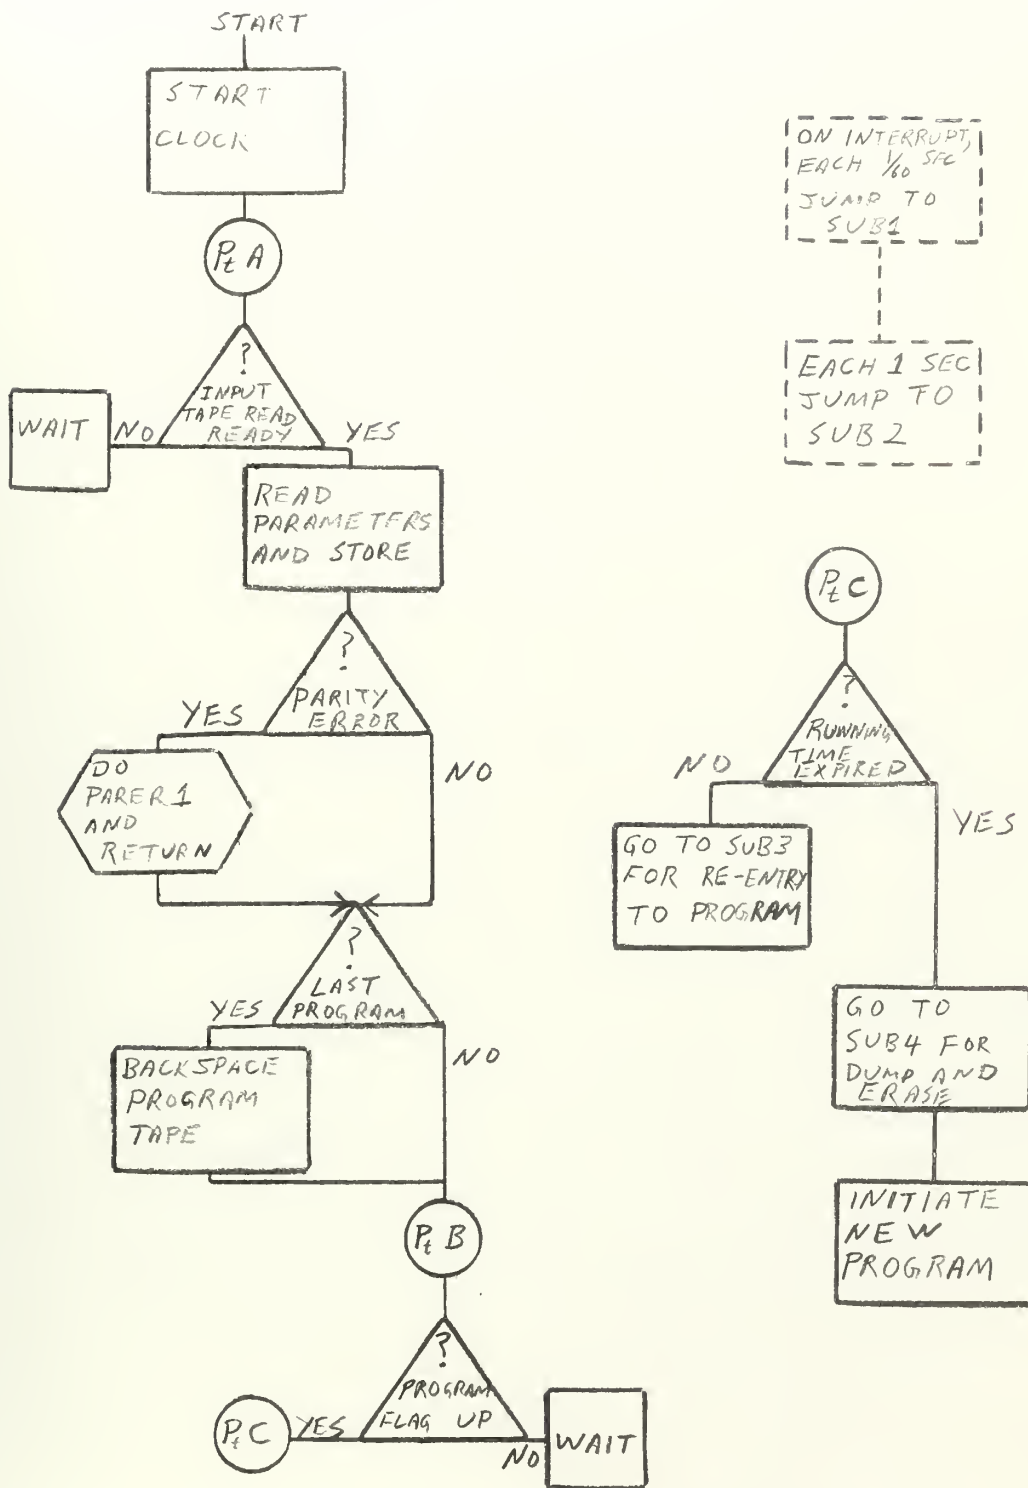 START
START
CLOCK
Pt A
?
INPUT
TAPE READ
READY
WAIT
NO
YES
READ
PARAMETERS
AND STORE
?
PARITY
ERROR
YES
NO
DO
PARER1
AND
RETURN
?
LAST
PROGRAM
YES
NO
BACKSPACE
PROGRAM
TAPE
Pt B
?
PROGRAM
FLAG UP
Pt C
YES
NO
WAIT
ON INTERRUPT,
EACH 1/60 SEC
JUMP TO
SUB1
EACH 1 SEC
JUMP TO
SUB2
Pt C
?
RUNNING
TIME
EXPIRED
NO
YES
GO TO SUB3
FOR RE-ENTRY
TO PROGRAM
GO TO
SUB4 FOR
DUMP AND
ERASE
INITIATE
NEW
PROGRAM